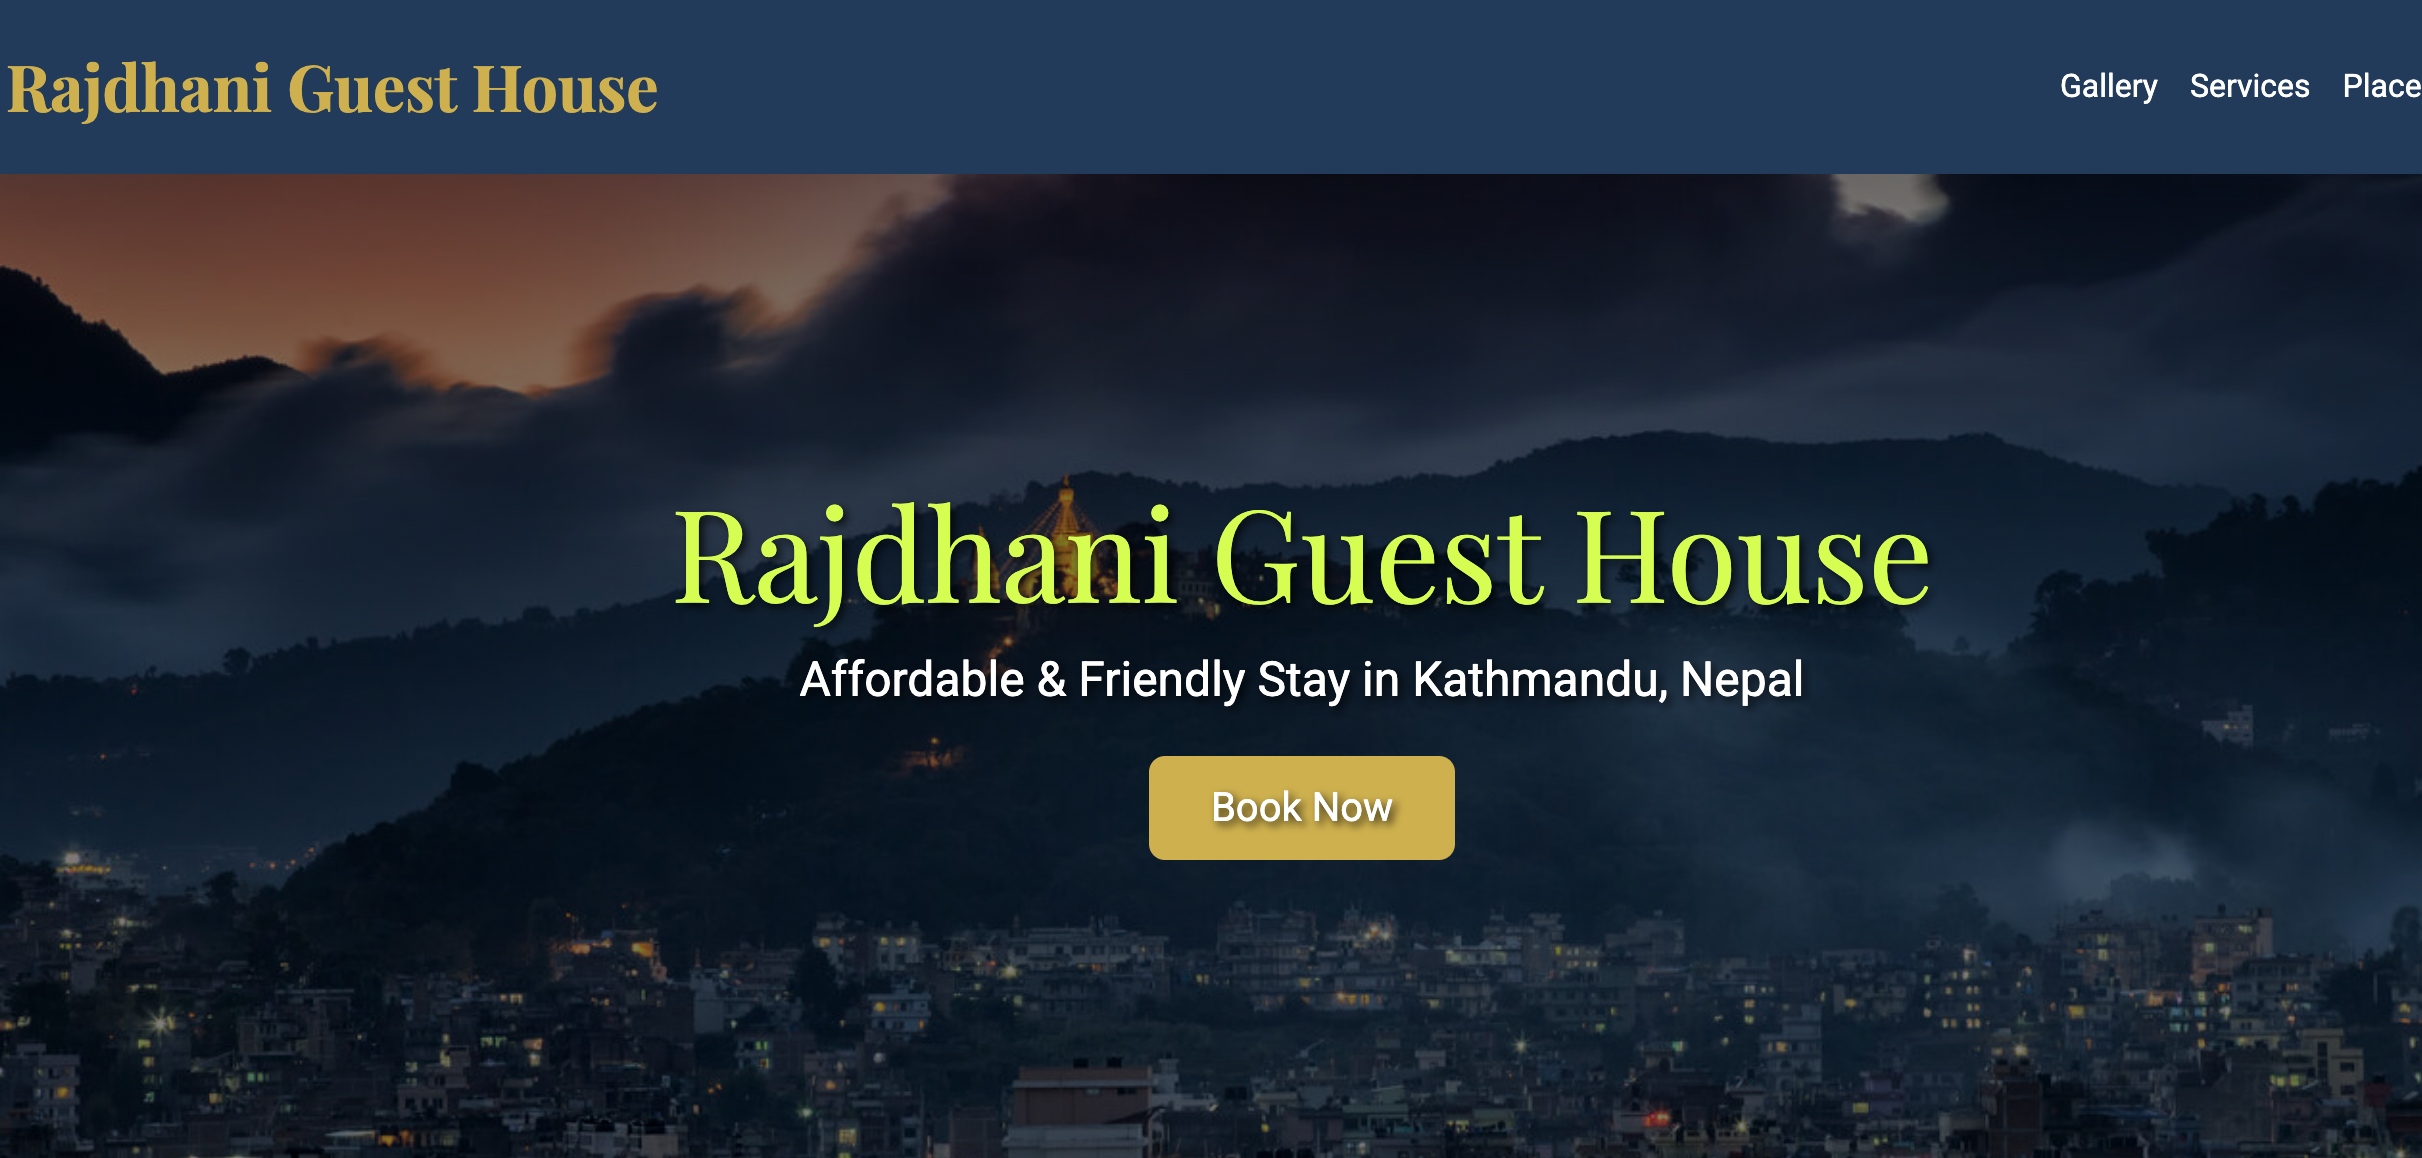 Rajdhani Guest House
Gallery Services Place
Rajdhani Guest House
Affordable & Friendly Stay in Kathmandu, Nepal
Book Now